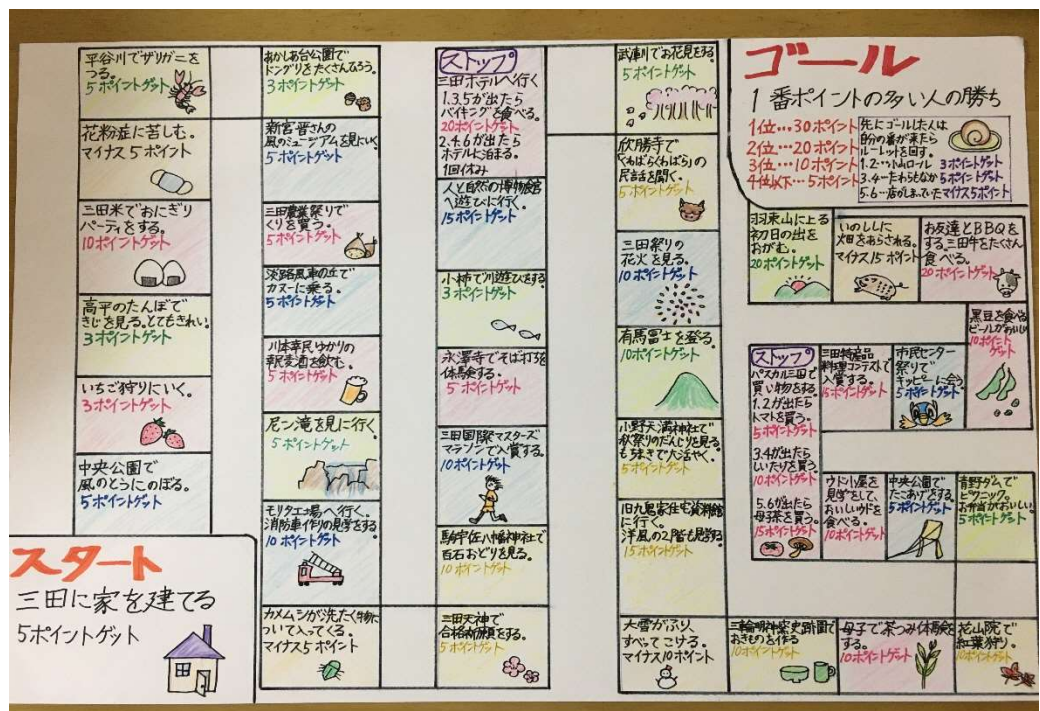 スタート
三田に家を建てる
5ポイントゲット
中央公園で
風のとうにのぼる。
5ポイントゲット
いちご狩りにいく。
3ポイントゲット
高平のたんぼで
きじを見る。とてもきれい。
3ポイントゲット
三田米でおにぎり
パーティをする。
10ポイントゲット
花粉症に苦しむ。
マイナス5ポイント
平谷川でザリガニを
つる。
5ポイントゲット
あかしあ台公園で
ドングリをたくさんひろう。
3ポイントゲット
新宮晋さんの
風のミュージアムを見にいく
5ポイントゲット
三田農業祭りで
くりを買う。
5ポイントゲット
淡路風車の丘で
カヌーに乗る。
5ポイントゲット
川本幸民ゆかりの
幸民麦酒を飲む。
5ポイントゲット
尼ン滝を見に行く。
5ポイントゲット
モリタ工場へ行く。
消防車作りの見学をする
10ポイントゲット
カメムシが洗たく物に
ついて入ってくる。
マイナス5ポイント
三田天神で
合格祈願をする。
5ポイントゲット
駒宇佐八幡神社で
百石おどりを見る。
10ポイントゲット
三田国際マスターズ
マラソンで入賞する。
10ポイントゲット
永澤寺でそば打ちを
体験する。
5ポイントゲット
小柿で川遊びをする
3ポイントゲット
人と自然の博物館
へ遊びに行く。
15ポイントゲット
ストップ
三田ホテルへ行く
1.3.5が出たら
バイキングを食べる。
20ポイントゲット
2.4.6が出たら
ホテルに泊まる。
1回休み
武庫川でお花見をする
5ポイントゲット
欣勝寺で
「くわばらくわばら」の
民話を聞く。
5ポイントゲット
三田祭りの
花火を見る。
10ポイントゲット
有馬富士を登る。
10ポイントゲット
小野天満神社で
秋祭りのだんじりを見る。
もちまきで大はしゃぐ。
5ポイントゲット
旧九鬼家住宅資料館
に行く。
洋風の2階も見学する。
15ポイントゲット
大雪がふり、
すべってこける。
マイナス10ポイント
三輪明神窯史跡園で
おきものを作る
10ポイントゲット
母子で茶つみ体験をする
10ポイントゲット
花山院で
紅葉狩り。
10ポイントゲット
青野ダムで
ピクニック。
お弁当がおいしい。
5ポイントゲット
中央公園で
たこあげをする。
5ポイントゲット
ウド小屋を
見学をして、
おいしいウドを
食べる。
10ポイントゲット
ストップ
パスカル三田で
買い物をする。
1.2が出たら
トマトを買う。
5ポイントゲット
3.4が出たら
しいたけを買う。
10ポイントゲット
5.6が出たら
母子茶を買う。
15ポイントゲット
三田特産品
料理コンテストで
入賞する。
15ポイントゲット
市民センター
祭りで
キッピーに会う
5ポイントゲット
黒豆を食べる
ビールがおいしい
10ポイント
ゲット
お友達とBBQを
する。三田牛をたくさん
食べる。
20ポイントゲット
いのししに
畑をあらされる。
マイナス15ポイント
羽束山に上る
初日の出を
おがむ。
20ポイントゲット
ゴール
1番ポイントの多い人の勝ち
1位…30ポイント
2位…20ポイント
3位…10ポイント
4位以下…5ポイント
先にゴールした人は
自分の番が来たら
ルーレットを回す。
1.2…小山ロール 3ポイントゲット
3.4…たわらもなか5ポイントゲット
5.6…店がしまっていたマイナス5ポイント